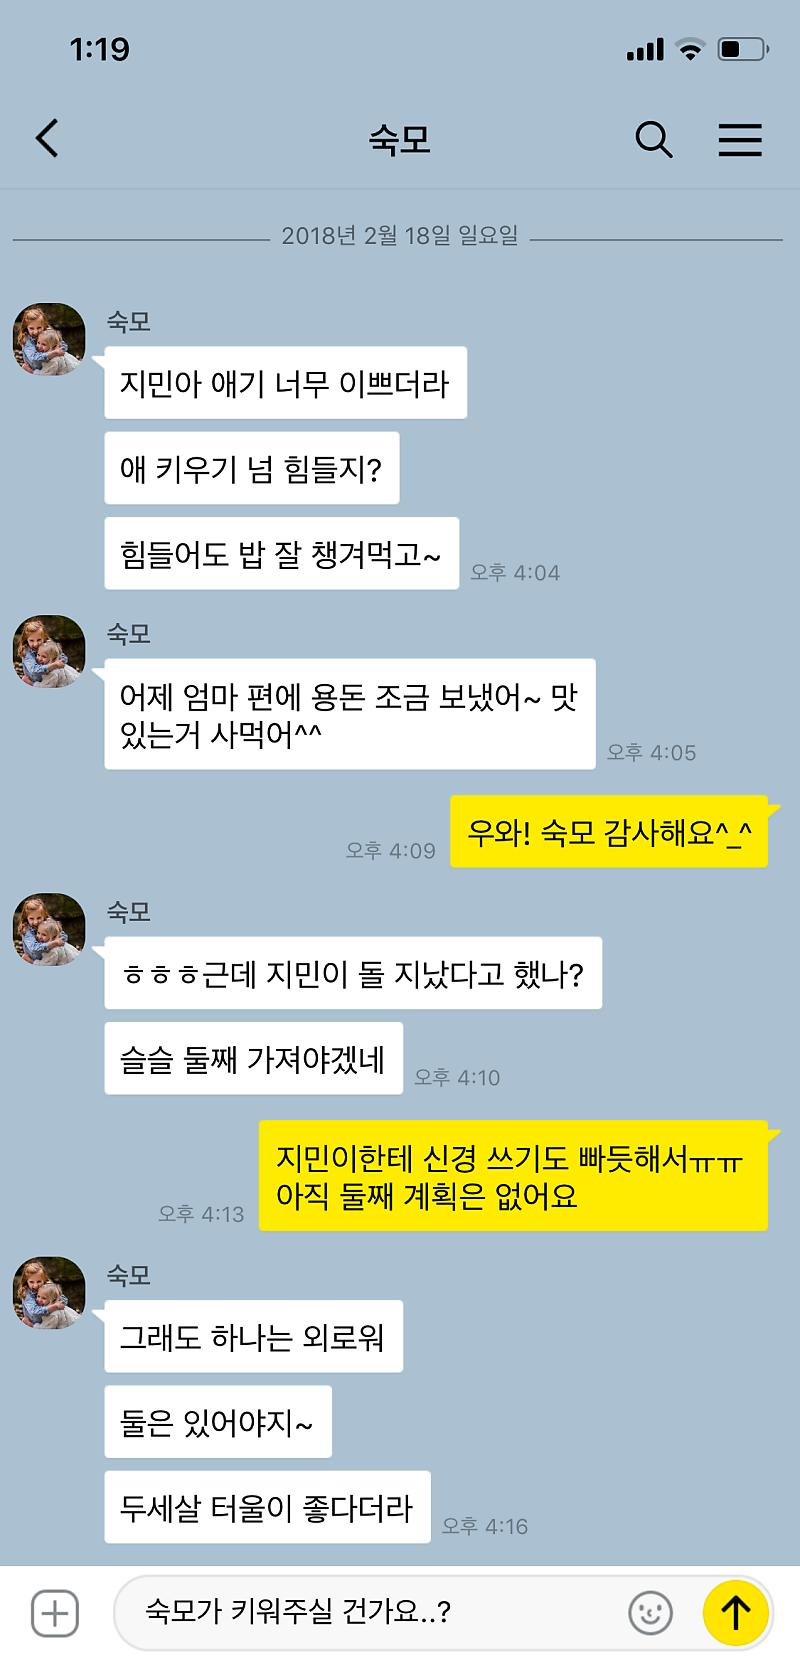 1:19
숙모
2018년 2월 18일 일요일
숙모
지민아 애기 너무 이쁘더라
애 키우기 넘 힘들지?
힘들어도 밥 잘 챙겨먹고~
오후 4:04
숙모
어제 엄마 편에 용돈 조금 보냈어~ 맛
있는거 사먹어^^
오후 4:05
우와! 숙모 감사해요^_^
오후 4:09
숙모
ㅎㅎㅎ근데 지민이 돌 지났다고 했나?
슬슬 둘째 가져야겠네
오후 4:10
지민이한테 신경 쓰기도 빠듯해서ㅠㅠ
아직 둘째 계획은 없어요
오후 4:13
숙모
그래도 하나는 외로워
둘은 있어야지~
두세살 터울이 좋다더라
오후 4:16
숙모가 키워주실 건가요..?